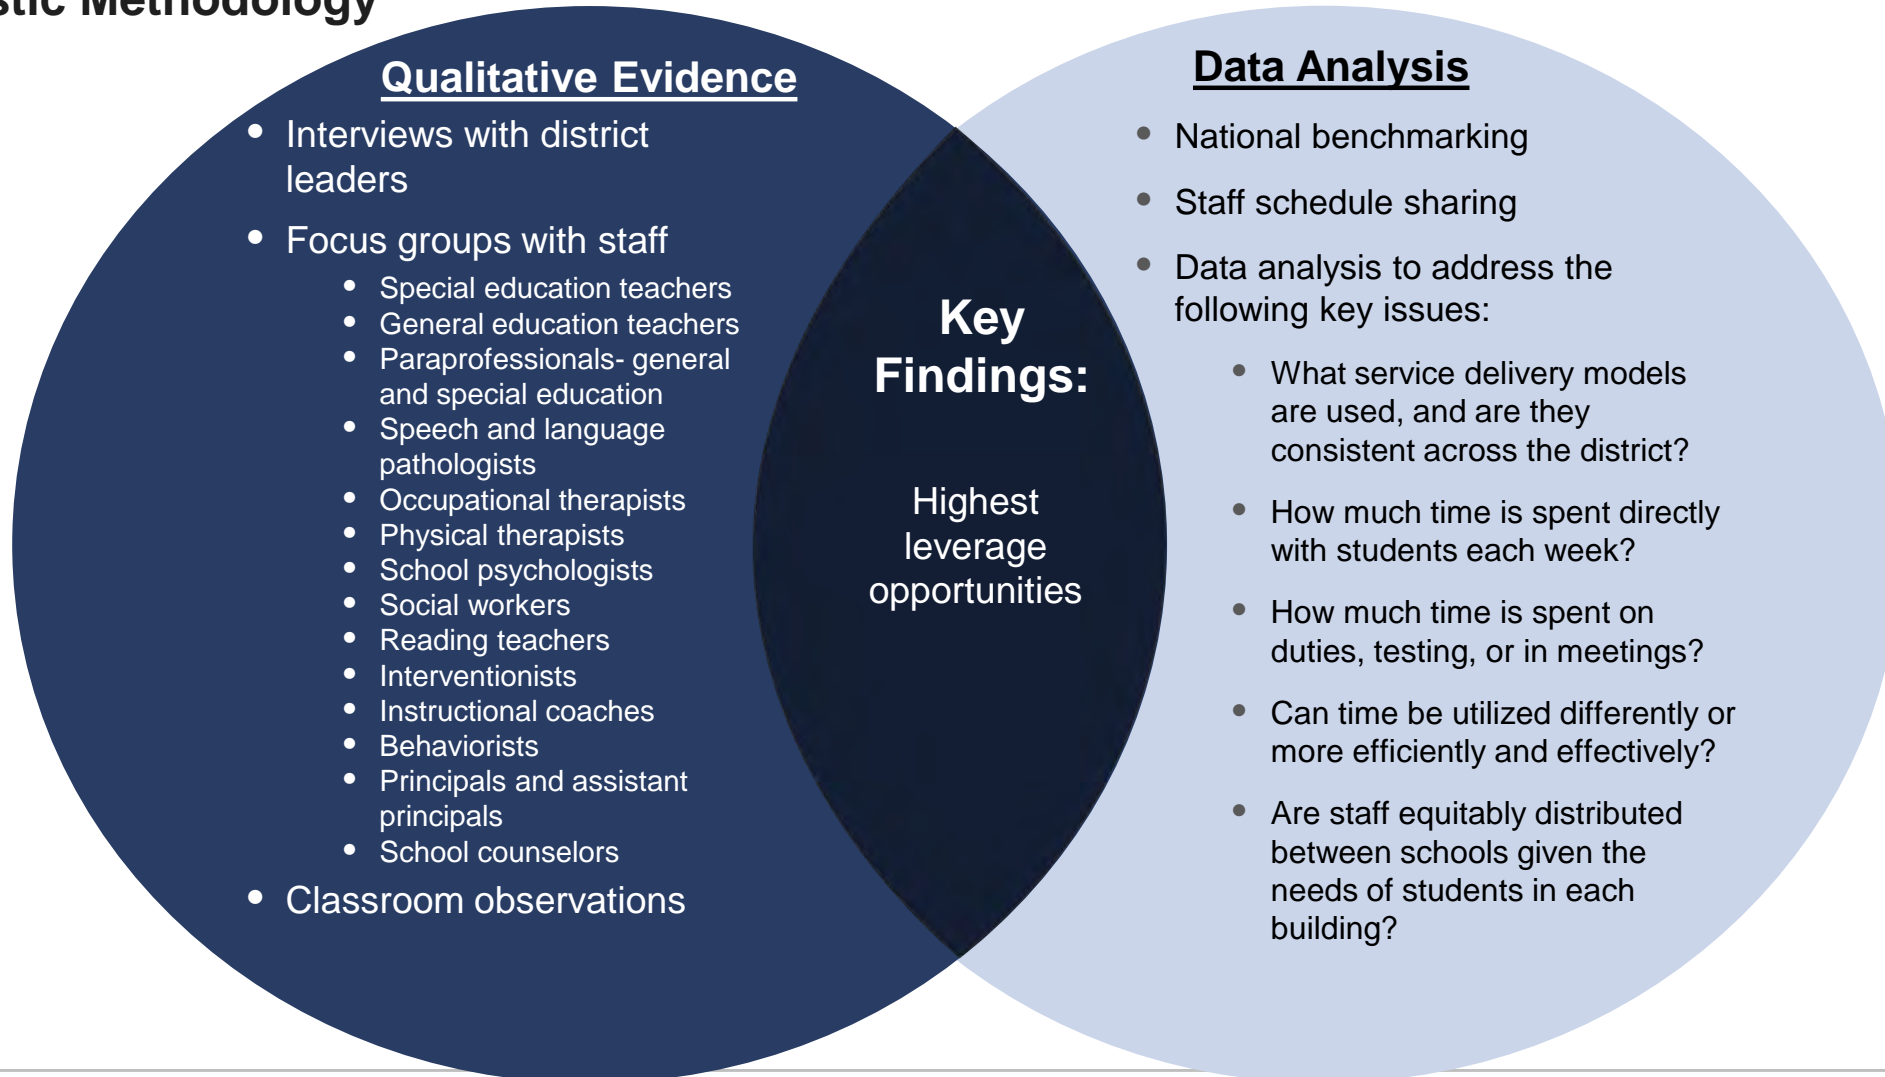 stic Methodology
Qualitative Evidence
• Interviews with district
leaders
• Focus groups with staff
• Special education teachers
• General education teachers
• Paraprofessionals- general
and special education
• Speech and language
pathologists
• Occupational therapists
• Physical therapists
• School psychologists
• Social workers
• Reading teachers
• Interventionists
• Instructional coaches
• Behaviorists
• Principals and assistant
principals
• School counselors
• Classroom observations
Key
Findings:
Highest
leverage
opportunities
Data Analysis
• National benchmarking
• Staff schedule sharing
• Data analysis to address the
following key issues:
• What service delivery models
are used, and are they
consistent across the district?
• How much time is spent directly
with students each week?
• How much time is spent on
duties, testing, or in meetings?
• Can time be utilized differently or
more efficiently and effectively?
• Are staff equitably distributed
between schools given the
needs of students in each
building?